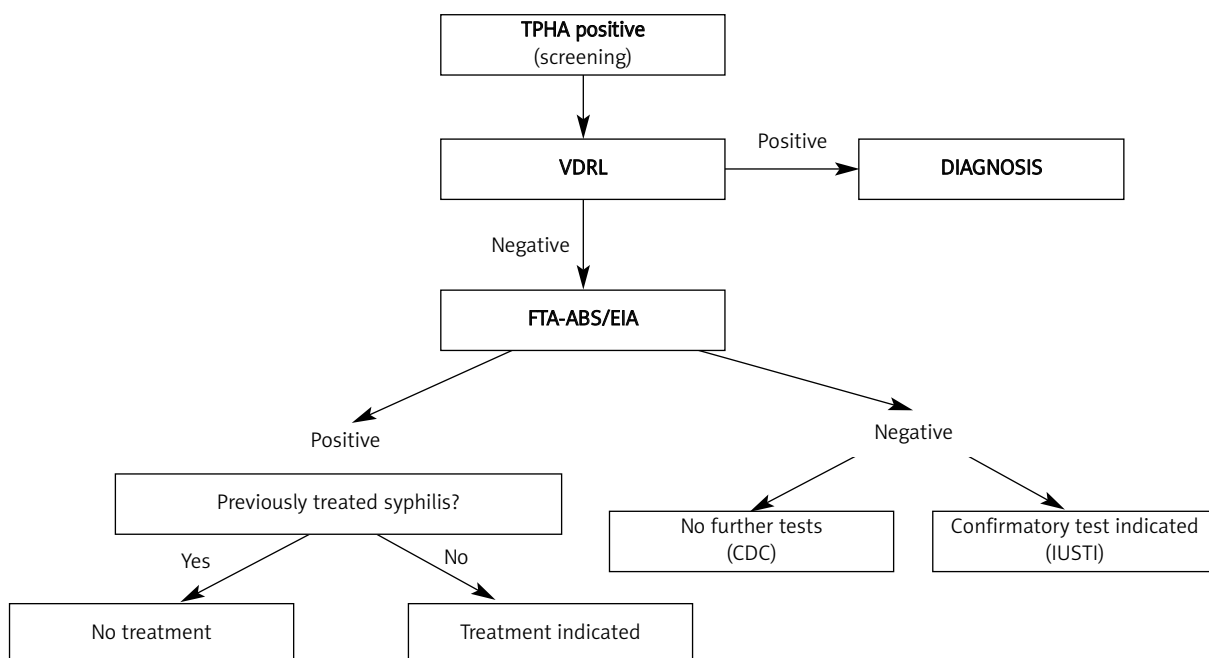 TPHA positive
(screening)
Positive
VDRL
DIAGNOSIS
Negative
FTA-ABS/EIA
Positive
Negative
Previously treated syphilis?
No further tests
(CDC)
Confirmatory test indicated
(IUSTI)
Yes
No
No treatment
Treatment indicated